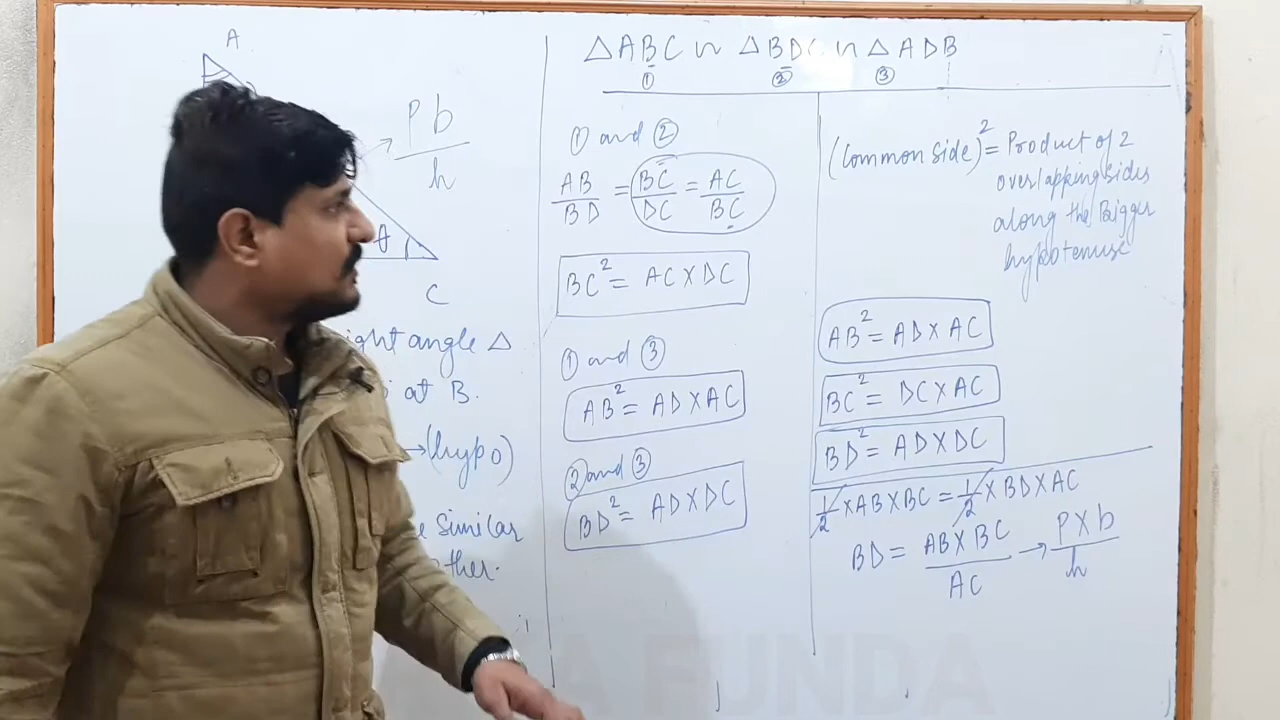 A
P b
h
θ
C
ight angle △
at B.
→(hypo)
e similar
ther.
△ABC ∼ △BDC ∼ △ADB
① ② ③
① and ②
AB/BD = BC/DC = AC/BC
BC² = AC X DC
① and ③
AB² = AD X AC
② and ③
BD² = AD X DC
(Common side)² = Product of 2
overlapping sides
along the Bigger
hypotenuse
AB² = AD X AC
BC² = DC X AC
BD² = AD X DC
1/2 X AB X BC = 1/2 X BD X AC
BD = AB X BC / AC → P X b / h
A FUNDA